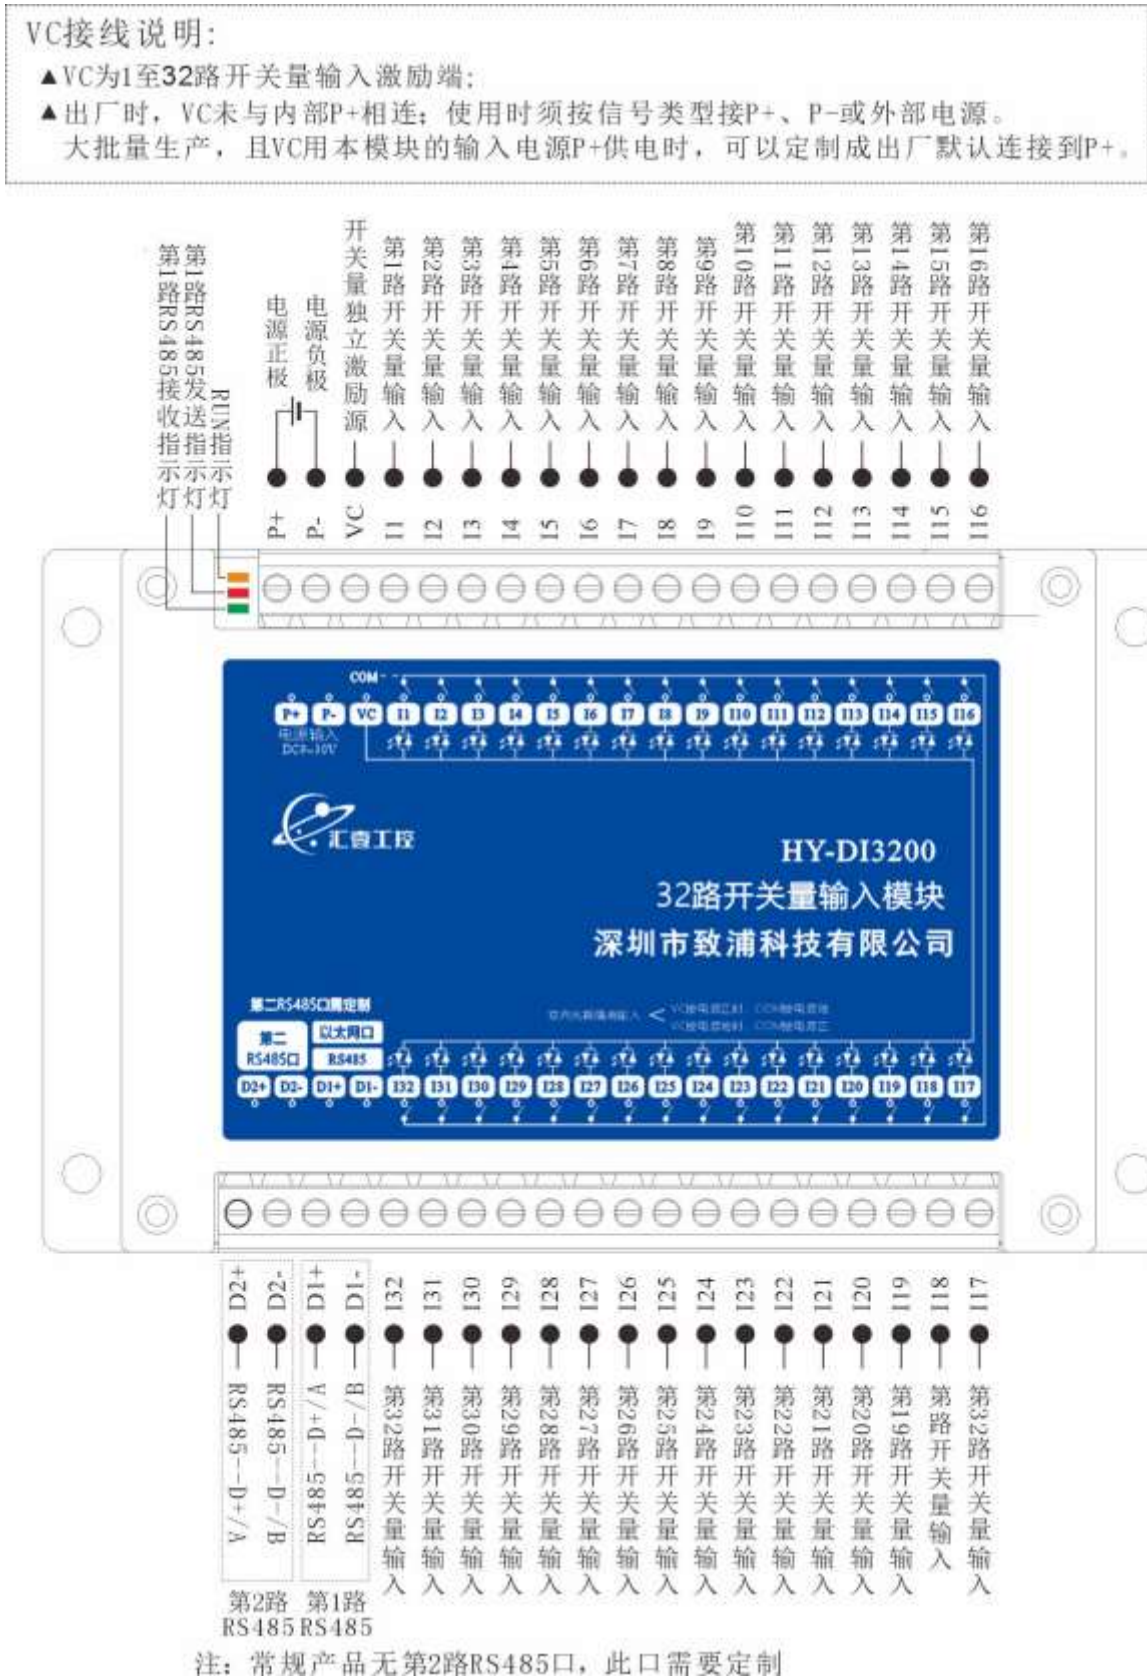 VC接线说明:
▲VC为1至32路开关量输入激励端;
▲出厂时，VC未与内部P+相连；使用时须按信号类型接P+、P-或外部电源。
大批量生产，且VC用本模块的输入电源P+供电时，可以定制成出厂默认连接到P+。
第1路RS485接收指示灯
第1路RS485发送指示灯
RUN指示灯
电源正极
电源负极
开关量独立激励源
第1路开关量输入
第2路开关量输入
第3路开关量输入
第4路开关量输入
第5路开关量输入
第6路开关量输入
第7路开关量输入
第8路开关量输入
第9路开关量输入
第10路开关量输入
第11路开关量输入
第12路开关量输入
第13路开关量输入
第14路开关量输入
第15路开关量输入
第16路开关量输入
P+ P- VC I1 I2 I3 I4 I5 I6 I7 I8 I9 I10 I11 I12 I13 I14 I15 I16
COM
P+ P- VC I1 I2 I3 I4 I5 I6 I7 I8 I9 I10 I11 I12 I13 I14 I15 I16
电源输入
汇壹工控
HY-DI3200
32路开关量输入模块
深圳市致浦科技有限公司
第二RS485口需定制
第二 以太网口
RS485口 RS485
D2+ D2- D1+ D1- I32 I31 I30 I29 I28 I27 I26 I25 I24 I23 I22 I21 I20 I19 I18 I17
D2+ D2- D1+ D1- I32 I31 I30 I29 I28 I27 I26 I25 I24 I23 I22 I21 I20 I19 I18 I17
RS485--D+/A
RS485--D-/B
RS485--D+/A
RS485--D-/B
第32路开关量输入
第31路开关量输入
第30路开关量输入
第29路开关量输入
第28路开关量输入
第27路开关量输入
第26路开关量输入
第25路开关量输入
第24路开关量输入
第23路开关量输入
第22路开关量输入
第21路开关量输入
第20路开关量输入
第19路开关量输入
第路开关量输入
第32路开关量输入
第2路 第1路
RS485 RS485
注：常规产品无第2路RS485口，此口需要定制